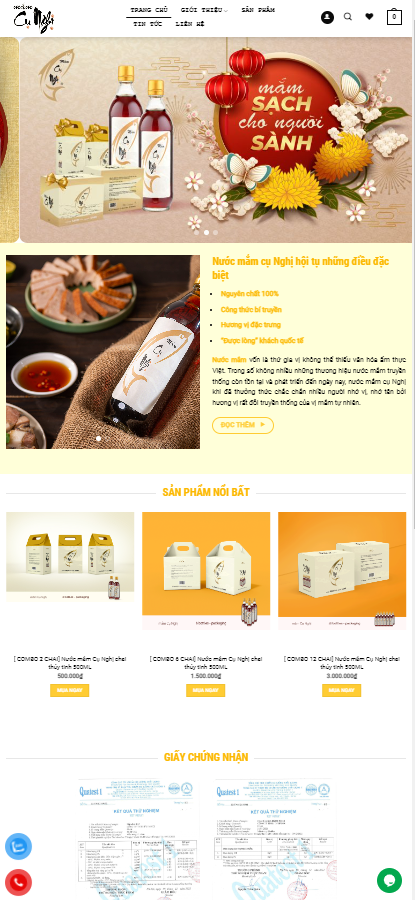 Cụ Nghị
TRANG CHỦ
GIỚI THIỆU
SẢN PHẨM
TIN TỨC
LIÊN HỆ
0
mắm
SẠCH
cho người
SÀNH
Nước mắm cụ Nghị hội tụ những điều đặc
biệt
Nguyên chất 100%
Công thức bí truyền
Hương vị đặc trưng
"Được lòng" khách quốc tế
Nước mắm vốn là thứ gia vị không thể thiếu văn hóa ẩm thực
Việt. Trong số không nhiều những thương hiệu nước mắm truyền
thống còn tồn tại và phát triển đến ngày nay, nước mắm cụ Nghị
khi đã thưởng thức chắc chắn nhiều người nhớ vị, nhớ tên bởi
hương vị rất đỗi truyền thống của vị mắm tự nhiên.
ĐỌC THÊM
SẢN PHẨM NỔI BẬT
[ COMBO 2 CHAI] Nước mắm Cụ Nghị chai
thủy tinh 500ML
500.000₫
MUA NGAY
[ COMBO 6 CHAI] Nước mắm Cụ Nghị chai
thủy tinh 500ML
1.500.000₫
MUA NGAY
[ COMBO 12 CHAI] Nước mắm Cụ Nghị chai
thủy tinh 500ML
3.000.000₫
MUA NGAY
GIẤY CHỨNG NHẬN
Quatest 1
KẾT QUẢ THỬ NGHIỆM
Quatest 1
KẾT QUẢ THỬ NGHIỆM